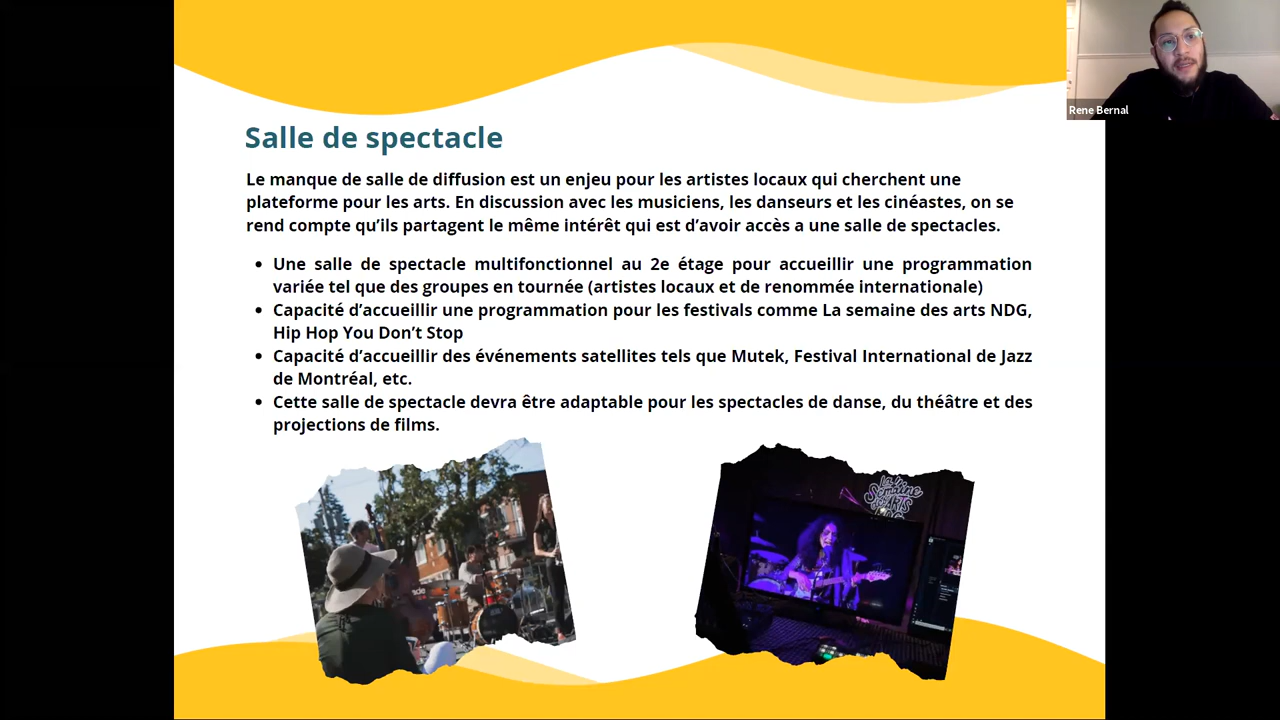 Rene Bernal
Salle de spectacle
Le manque de salle de diffusion est un enjeu pour les artistes locaux qui cherchent une
plateforme pour les arts. En discussion avec les musiciens, les danseurs et les cinéastes, on se
rend compte qu’ils partagent le même intérêt qui est d’avoir accès a une salle de spectacles.
• Une salle de spectacle multifonctionnel au 2e étage pour accueillir une programmation
variée tel que des groupes en tournée (artistes locaux et de renommée internationale)
• Capacité d’accueillir une programmation pour les festivals comme La semaine des arts NDG,
Hip Hop You Don’t Stop
• Capacité d’accueillir des événements satellites tels que Mutek, Festival International de Jazz
de Montréal, etc.
• Cette salle de spectacle devra être adaptable pour les spectacles de danse, du théâtre et des
projections de films.
La
Semaine
des ARTS